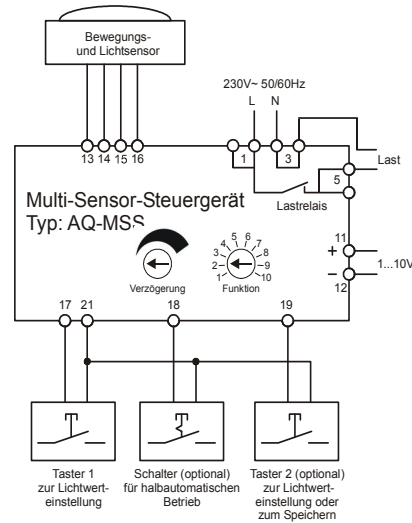 Bewegungs-
und Lichtsensor
230V~ 50/60Hz
L N
13 14 15 16
1 3
Last
5
Lastrelais
Multi-Sensor-Steuergerät
Typ: AQ-MSS
11
+
1...10V
–
12
1 2 3 4 5 6 7 8 9 10
Verzögerung Funktion
17 21 18 19
Taster 1
zur Lichtwert-
einstellung
Schalter (optional)
für halbautomatischen
Betrieb
Taster 2 (optional)
zur Lichtwert-
einstellung oder
zum Speichern